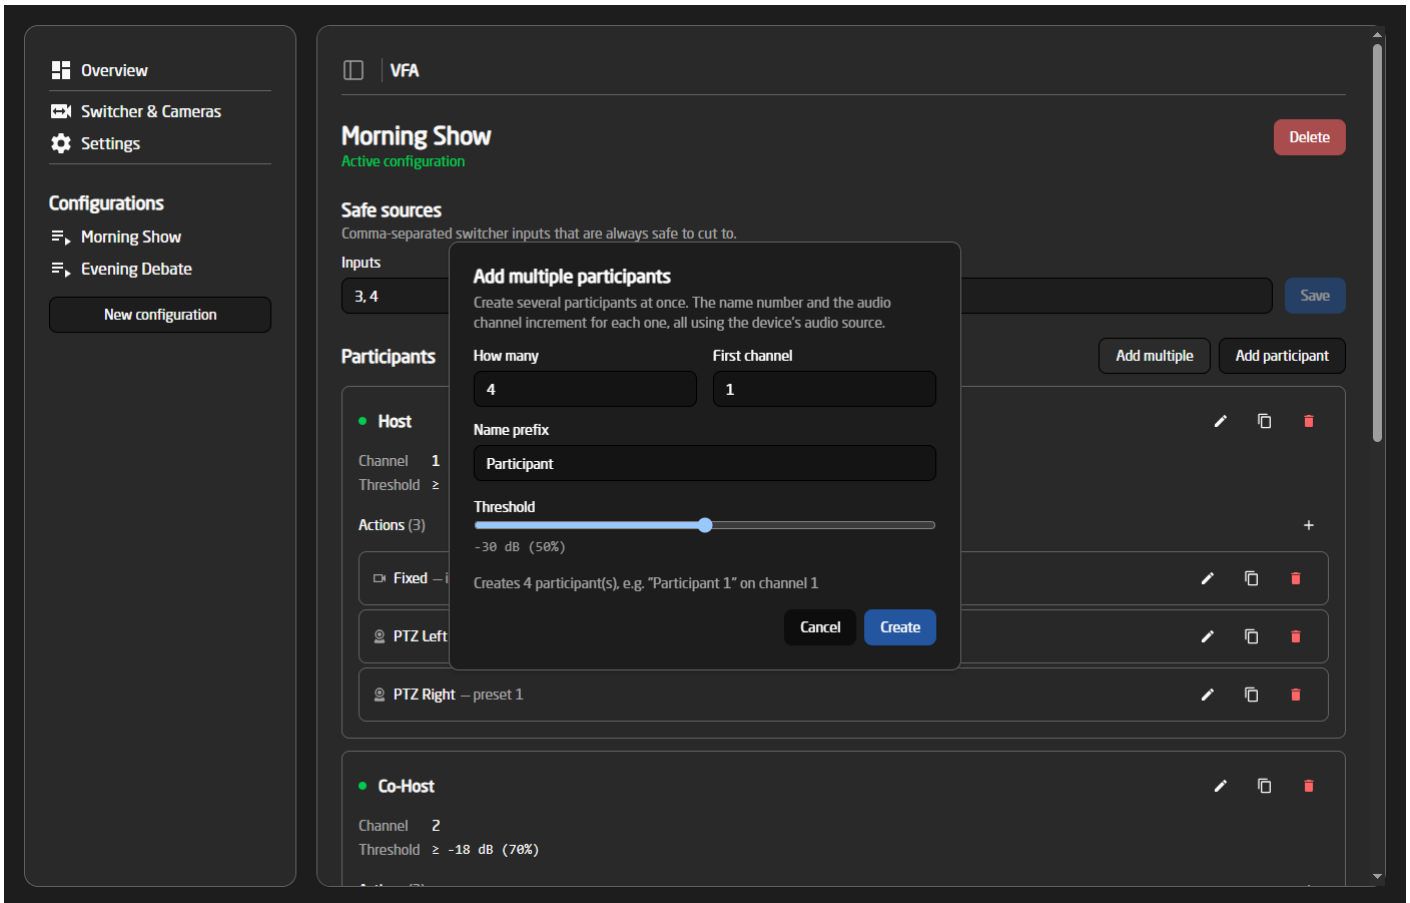 Overview
Switcher & Cameras
Settings
Configurations
Morning Show
Evening Debate
New configuration
VFA
Morning Show
Delete
Active configuration
Safe sources
Comma-separated switcher inputs that are always safe to cut to.
Inputs
3, 4
Save
Participants
Add multiple
Add participant
Host
Channel 1
Threshold ≥
Actions (3)
+
Fixed –
PTZ Left
PTZ Right – preset 1
Co-Host
Channel 2
Threshold ≥ -18 dB (70%)
Add multiple participants
Create several participants at once. The name number and the audio
channel increment for each one, all using the device's audio source.
How many
First channel
4
1
Name prefix
Participant
Threshold
-30 dB (50%)
Creates 4 participant(s), e.g. "Participant 1" on channel 1
Cancel
Create